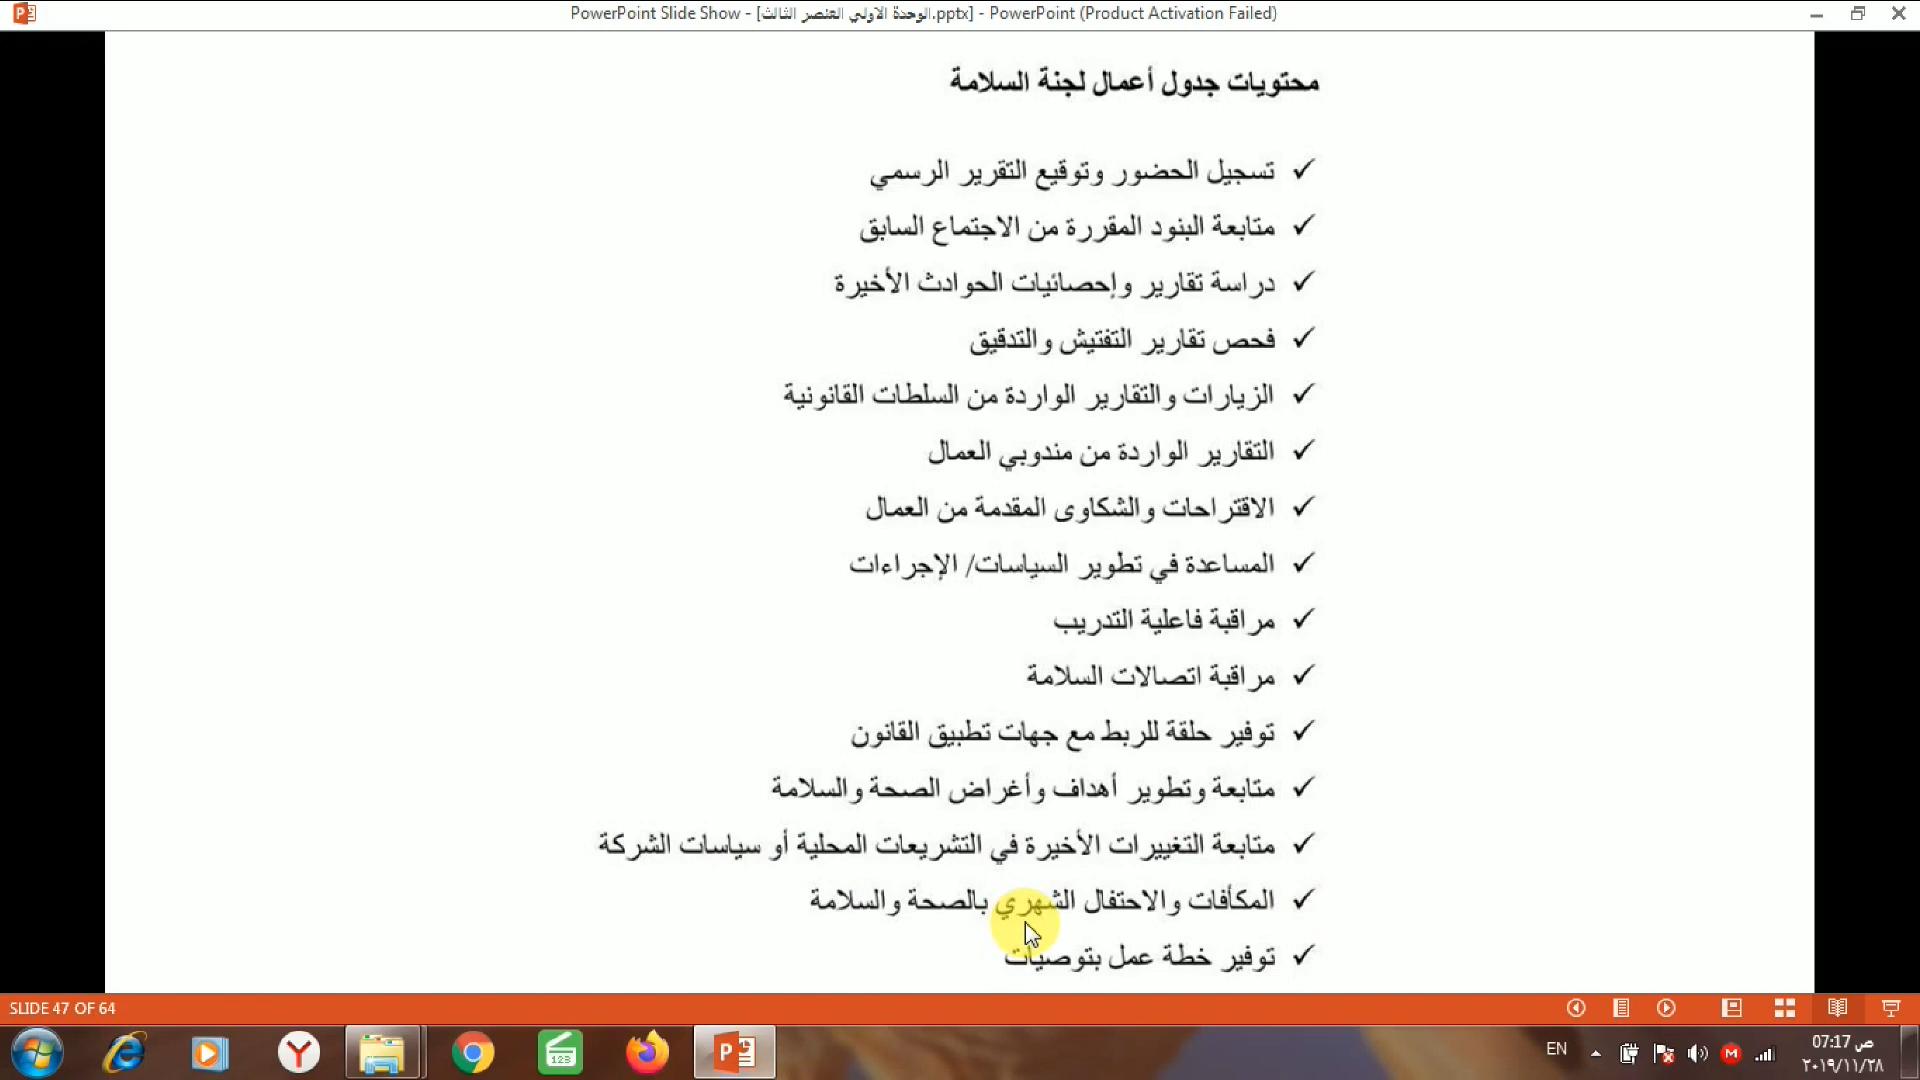 PowerPoint Slide Show - [الوحدة الاولي العنصر الثالث.pptx] - PowerPoint (Product Activation Failed)
محتويات جدول أعمال لجنة السلامة
✓ تسجيل الحضور وتوقيع التقرير الرسمي
✓ متابعة البنود المقررة من الاجتماع السابق
✓ دراسة تقارير وإحصائيات الحوادث الأخيرة
✓ فحص تقارير التفتيش والتدقيق
✓ الزيارات والتقارير الواردة من السلطات القانونية
✓ التقارير الواردة من مندوبي العمال
✓ الاقتراحات والشكاوى المقدمة من العمال
✓ المساعدة في تطوير السياسات/ الإجراءات
✓ مراقبة فاعلية التدريب
✓ مراقبة اتصالات السلامة
✓ توفير حلقة للربط مع جهات تطبيق القانون
✓ متابعة وتطوير أهداف وأغراض الصحة والسلامة
✓ متابعة التغييرات الأخيرة في التشريعات المحلية أو سياسات الشركة
✓ المكأفات والاحتفال الشهري بالصحة والسلامة
✓ توفير خطة عمل بتوصيات
SLIDE 47 OF 64
123
EN
07:17 ص
٢٠١٩/١١/٢٨